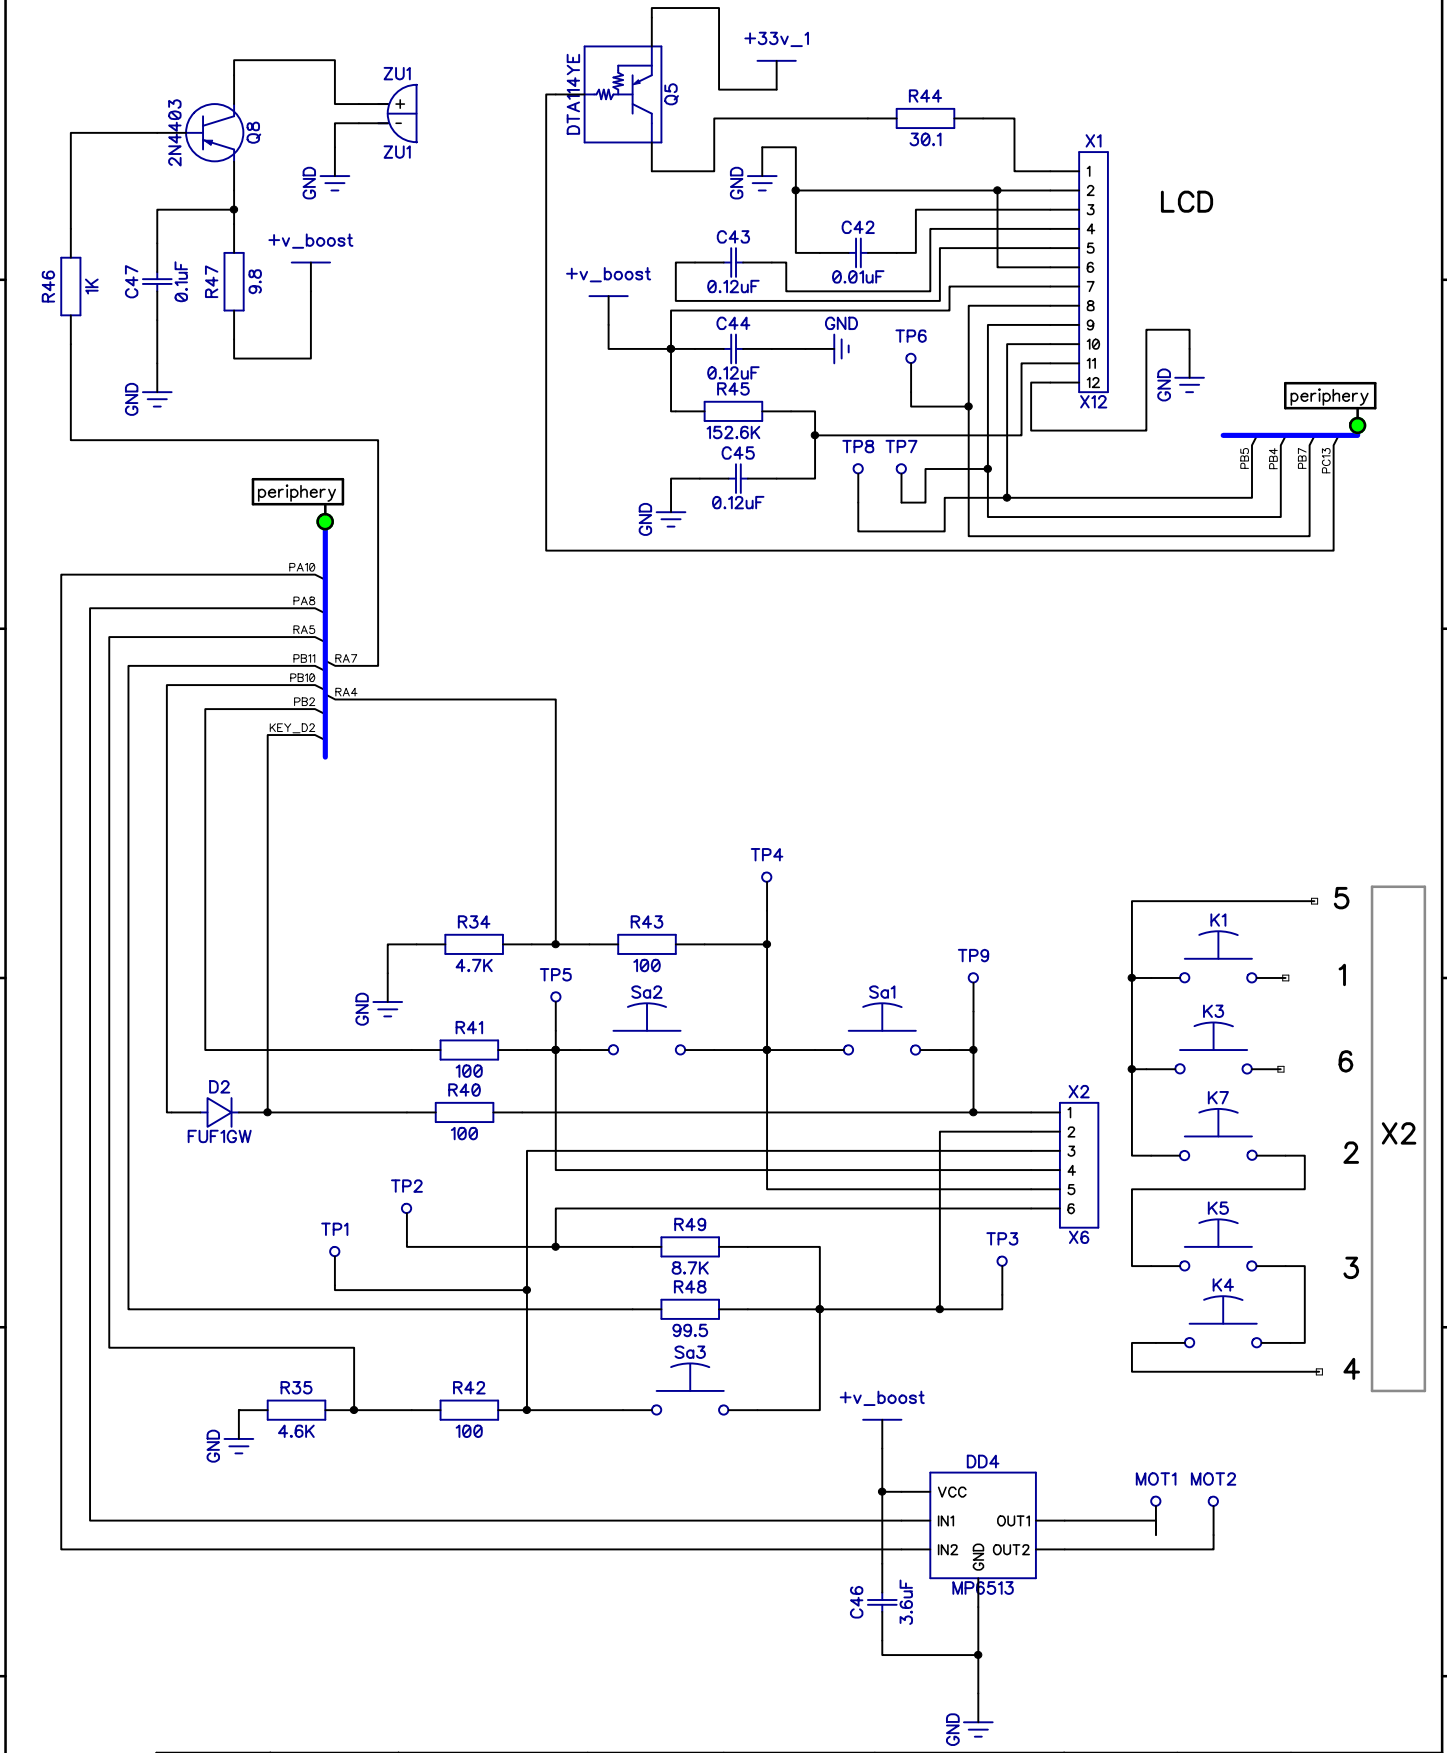 ZU1
+
-
ZU1
2N4403
Q8
GND
+v_boost
R46
1K
C47
0.1uF
R47
9.8
GND
+33v_1
DTA114YE
Q5
R44
30.1
X1
1
2
3
4
5
6
7
8
9
10
11
12
X12
LCD
GND
C42
0.01uF
C43
0.12uF
+v_boost
C44
0.12uF
GND
TP6
R45
152.6K
C45
0.12uF
GND
TP8 TP7
GND
periphery
PB5
PB4
PB7
PC13
periphery
PA10
PA8
RA5
PB11
RA7
PB10
RA4
PB2
KEY_D2
TP4
R34
4.7K
R43
100
GND
TP5
TP9
Sa2
Sa1
R41
100
D2
FUF1GW
R40
100
X2
1
2
3
4
5
6
X6
TP2
TP1
R49
8.7K
TP3
R48
99.5
Sa3
R35
4.6K
R42
100
GND
K1
K3
K7
K5
K4
5
1
6
2
3
4
X2
+v_boost
DD4
VCC
IN1
IN2
GND
OUT1
OUT2
MP6513
MOT1 MOT2
C46
3.6uF
GND